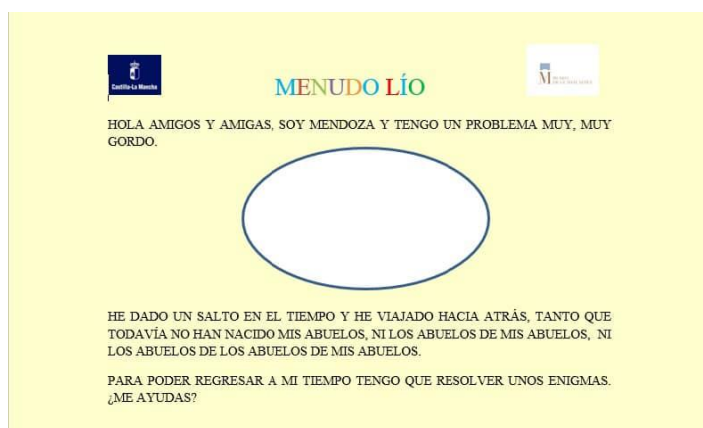 Castilla-La Mancha
MENUDO LÍO
HOLA AMIGOS Y AMIGAS, SOY MENDOZA Y TENGO UN PROBLEMA MUY, MUY
GORDO.
HE DADO UN SALTO EN EL TIEMPO Y HE VIAJADO HACIA ATRÁS, TANTO QUE
TODAVÍA NO HAN NACIDO MIS ABUELOS, NI LOS ABUELOS DE MIS ABUELOS, NI
LOS ABUELOS DE LOS ABUELOS DE MIS ABUELOS.
PARA PODER REGRESAR A MI TIEMPO TENGO QUE RESOLVER UNOS ENIGMAS.
¿ME AYUDAS?